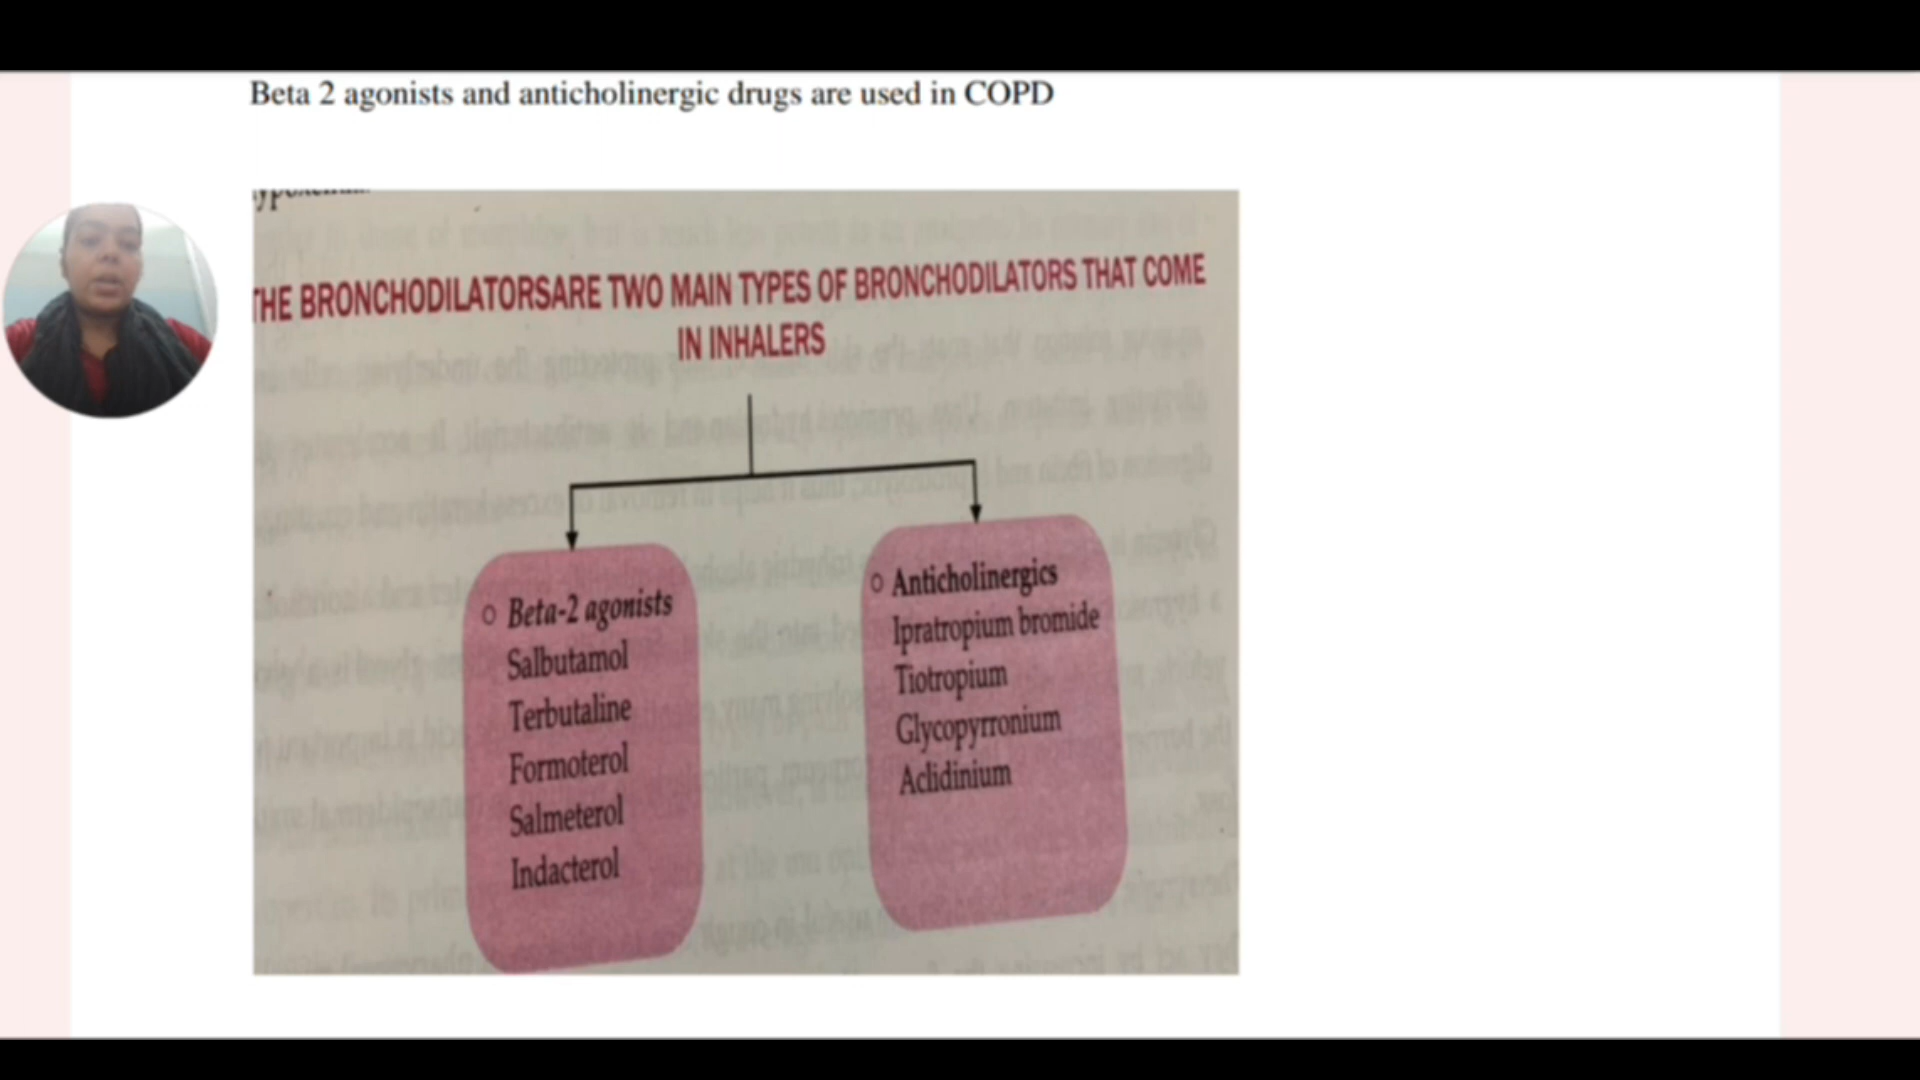 Beta 2 agonists and anticholinergic drugs are used in COPD
THE BRONCHODILATORSARE TWO MAIN TYPES OF BRONCHODILATORS THAT COME
IN INHALERS
o Beta-2 agonists
Salbutamol
Terbutaline
Formoterol
Salmeterol
Indacterol
o Anticholinergics
Ipratropium bromide
Tiotropium
Glycopyrronium
Aclidinium